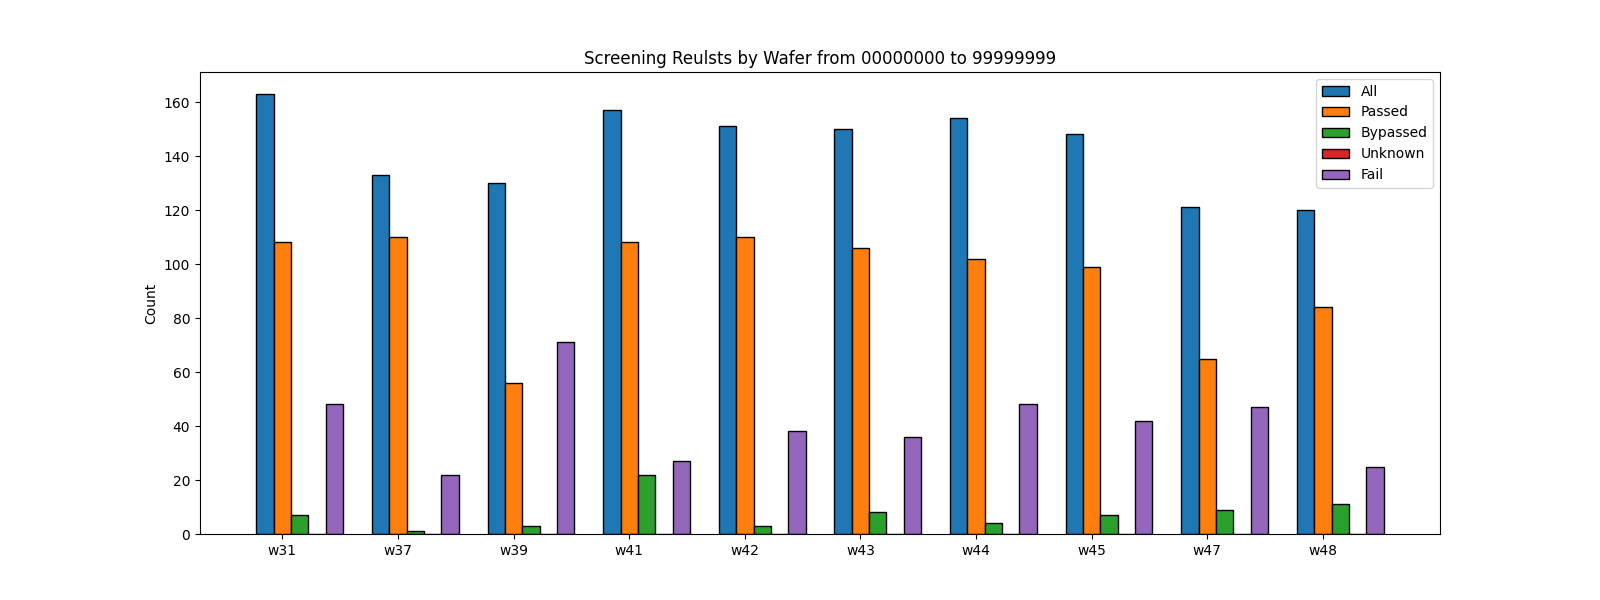 Screening Reulsts by Wafer from 00000000 to 99999999
All
Passed
Bypassed
Unknown
Fail
Count
160
140
120
100
80
60
40
20
0
w31 w37 w39 w41 w42 w43 w44 w45 w47 w48